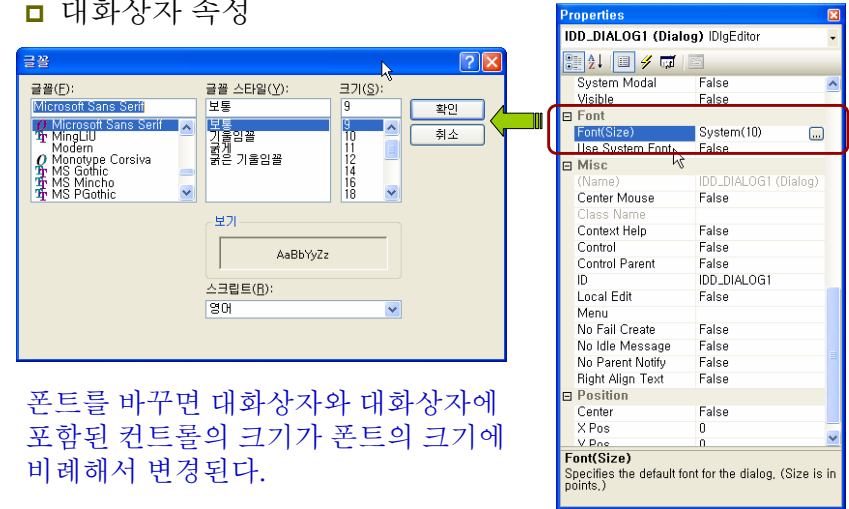 대화상자 속성
글꼴
글꼴(F):
Microsoft Sans Serif
Microsoft Sans Serif
MingLiU
Modern
Monotype Corsiva
MS Gothic
MS Mincho
MS PGothic
글꼴 스타일(Y):
보통
보통
기울임꼴
굵게
굵은 기울임꼴
크기(S):
9
9
10
11
12
14
16
18
확인
취소
보기
AaBbYyZz
스크립트(R):
영어
폰트를 바꾸면 대화상자와 대화상자에
포함된 컨트롤의 크기가 폰트의 크기에
비례해서 변경된다.
Properties
IDD_DIALOG1 (Dialog) IDlgEditor
System Modal False
Visible False
Font
Font(Size) System(10) ...
Use System Font False
Misc
(Name) IDD_DIALOG1 (Dialog)
Center Mouse False
Class Name
Context Help False
Control False
Control Parent False
ID IDD_DIALOG1
Local Edit False
Menu
No Fail Create False
No Idle Message False
No Parent Notify False
Right Align Text False
Position
Center False
X Pos 0
Y Pos 0
Font(Size)
Specifies the default font for the dialog, (Size is in
points,)